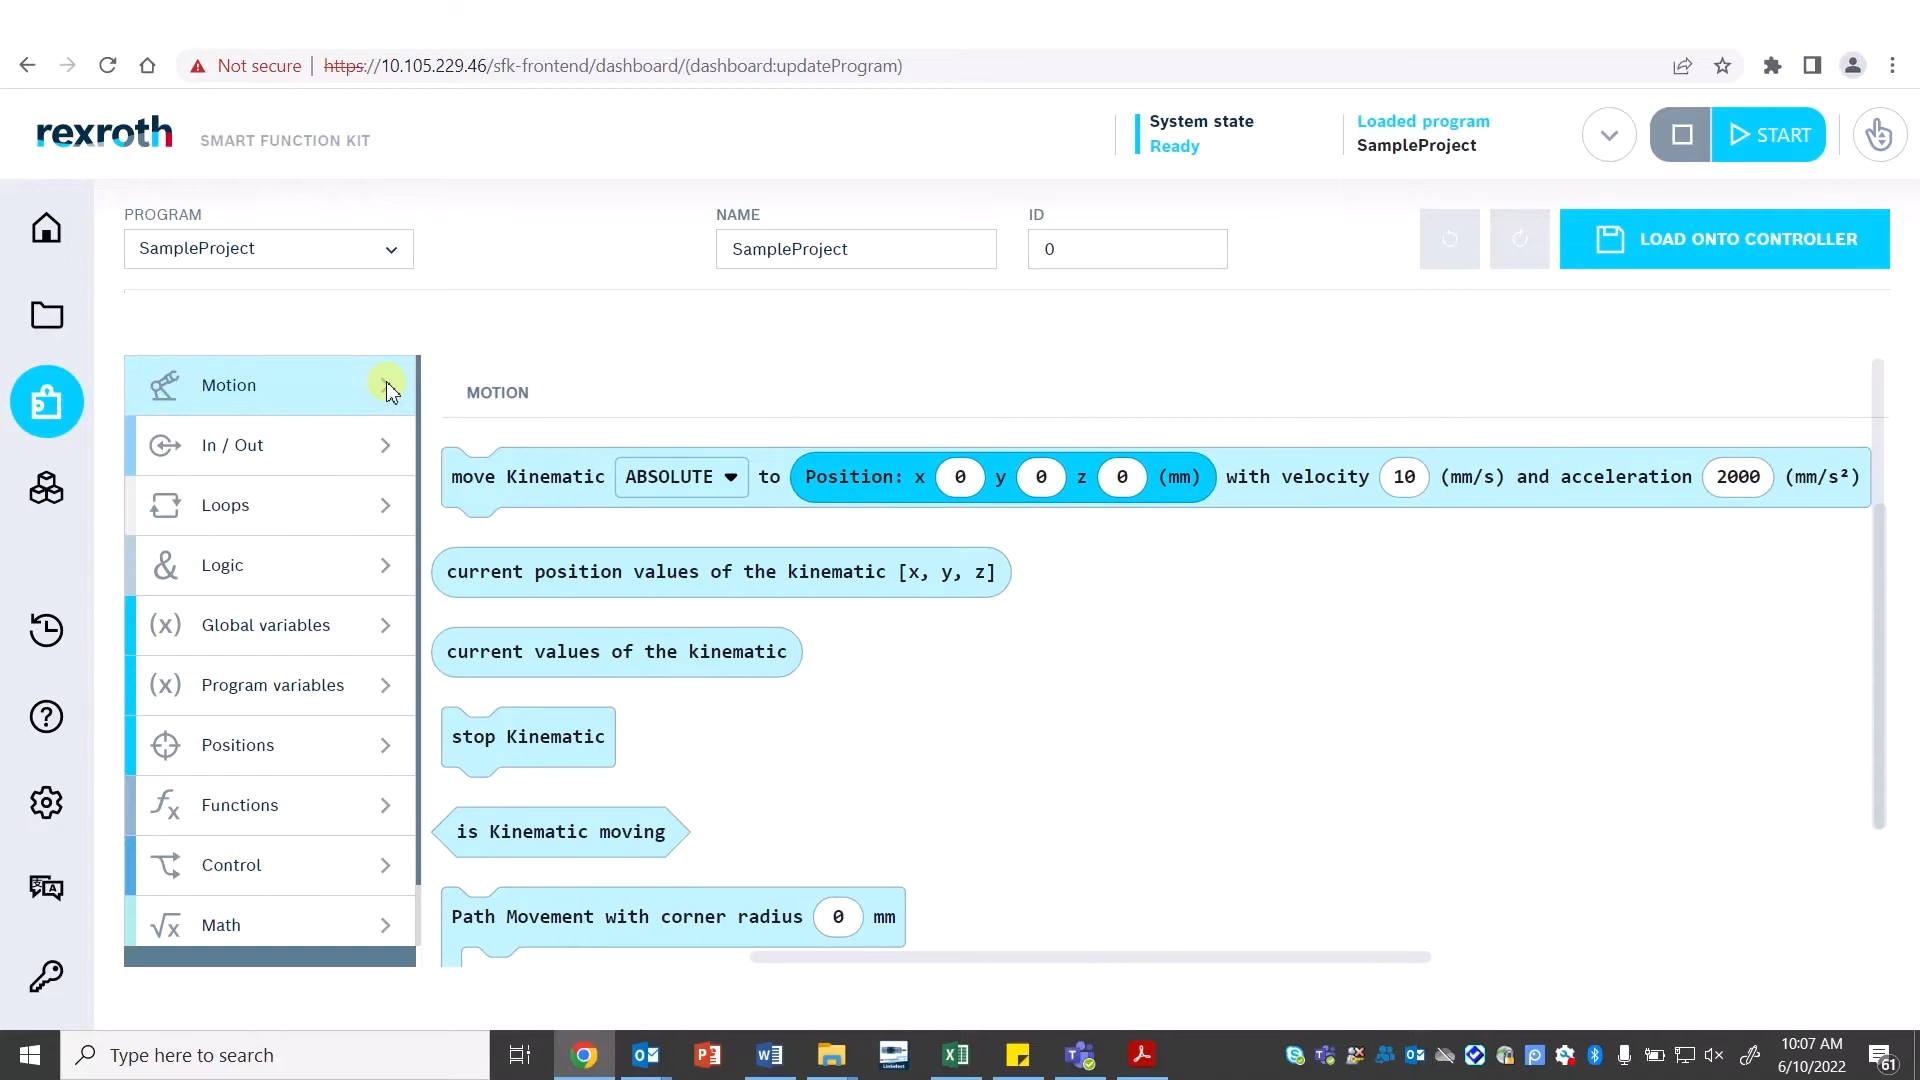 Not secure | https://10.105.229.46/sfk-frontend/dashboard/(dashboard:updateProgram)
rexroth SMART FUNCTION KIT
System state
Ready
Loaded program
SampleProject
START
PROGRAM
SampleProject
NAME
SampleProject
ID
0
LOAD ONTO CONTROLLER
Motion
In / Out
Loops
Logic
Global variables
Program variables
Positions
Functions
Control
Math
MOTION
move Kinematic ABSOLUTE to Position: x 0 y 0 z 0 (mm) with velocity 10 (mm/s) and acceleration 2000 (mm/s²)
current position values of the kinematic [x, y, z]
current values of the kinematic
stop Kinematic
is Kinematic moving
Path Movement with corner radius 0 mm
Type here to search
10:07 AM
6/10/2022
61